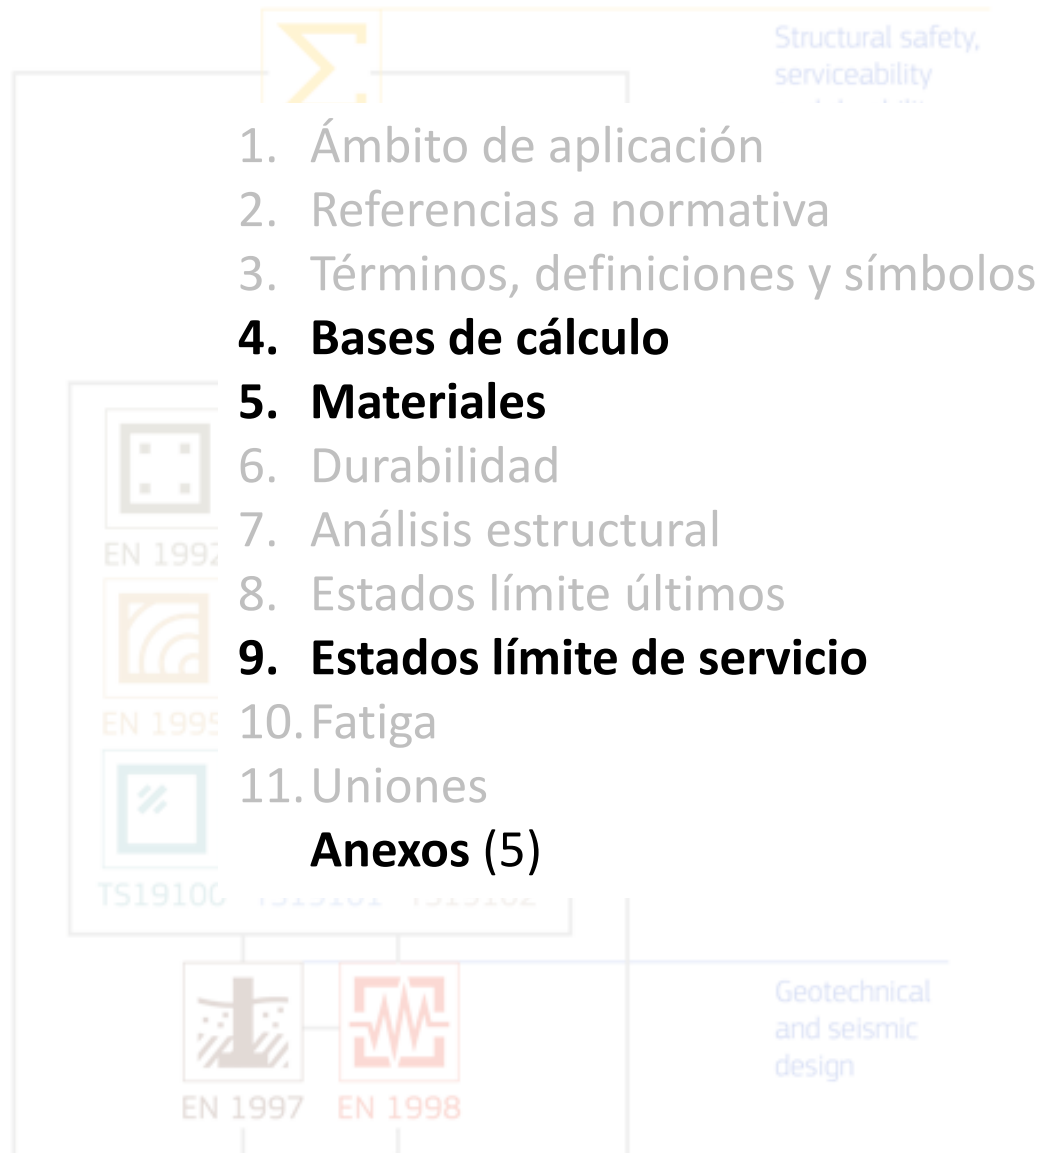 Structural safety,
serviceability
1. Ámbito de aplicación
2. Referencias a normativa
3. Términos, definiciones y símbolos
4. Bases de cálculo
5. Materiales
6. Durabilidad
7. Análisis estructural
8. Estados límite últimos
9. Estados límite de servicio
10. Fatiga
11. Uniones
Anexos (5)
EN 1992
EN 1995
TS19100
Geotechnical
and seismic
design
EN 1997
EN 1998